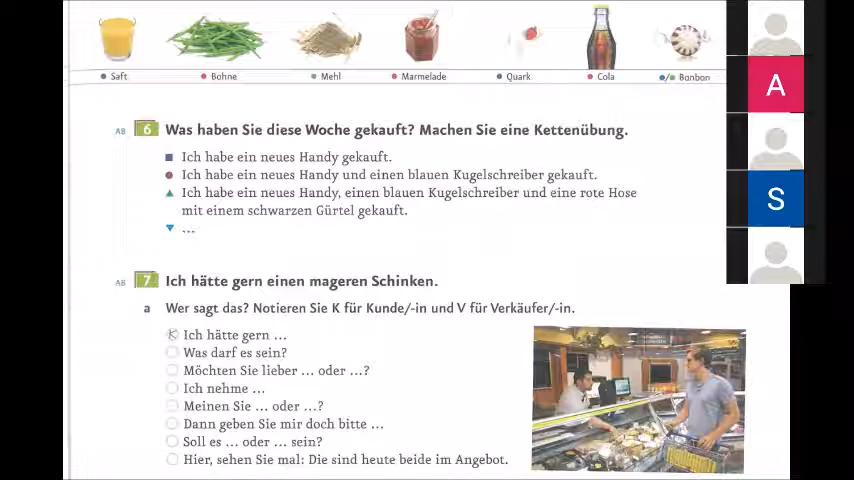 Saft
Bohne
Mehl
Marmelade
Quark
Cola
Bonbon
A
S
AB 6 Was haben Sie diese Woche gekauft? Machen Sie eine Kettenübung.
Ich habe ein neues Handy gekauft.
Ich habe ein neues Handy und einen blauen Kugelschreiber gekauft.
Ich habe ein neues Handy, einen blauen Kugelschreiber und eine rote Hose
mit einem schwarzen Gürtel gekauft.
...
AB 7 Ich hätte gern einen mageren Schinken.
a Wer sagt das? Notieren Sie K für Kunde/-in und V für Verkäufer/-in.
K Ich hätte gern ...
Was darf es sein?
Möchten Sie lieber ... oder ...?
Ich nehme ...
Meinen Sie ... oder ...?
Dann geben Sie mir doch bitte ...
Soll es ... oder ... sein?
Hier, sehen Sie mal: Die sind heute beide im Angebot.